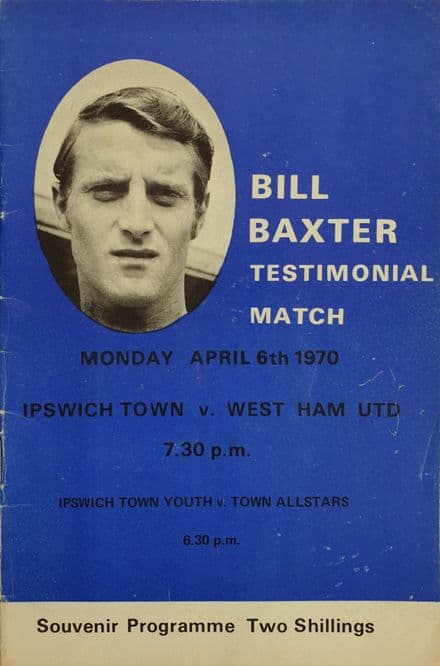 BILL
BAXTER
TESTIMONIAL
MATCH
MONDAY APRIL 6th 1970
IPSWICH TOWN v. WEST HAM UTD
7.30 p.m.
IPSWICH TOWN YOUTH v. TOWN ALLSTARS
6.30 p.m.
Souvenir Programme Two Shillings